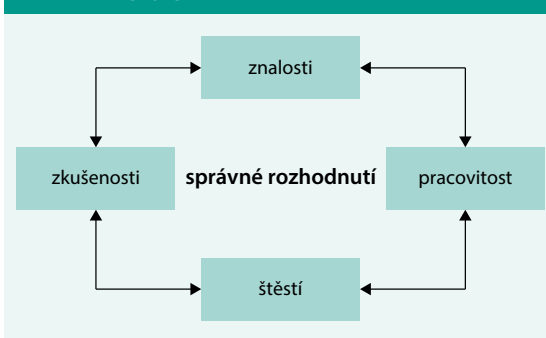 znalosti
zkušenosti
správné rozhodnutí
pracovitost
štěstí